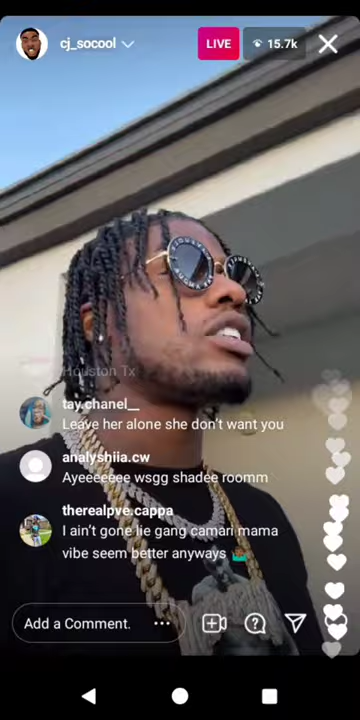 cj_socool
LIVE
15.7k
Houston Tx
tay.chanel__
Leave her alone she don't want you
analyshiia.cw
Ayeeeeeee wsgg shadee roomm
therealpve.cappa
I ain't gone lie gang camari mama
vibe seem better anyways
Add a Comment.